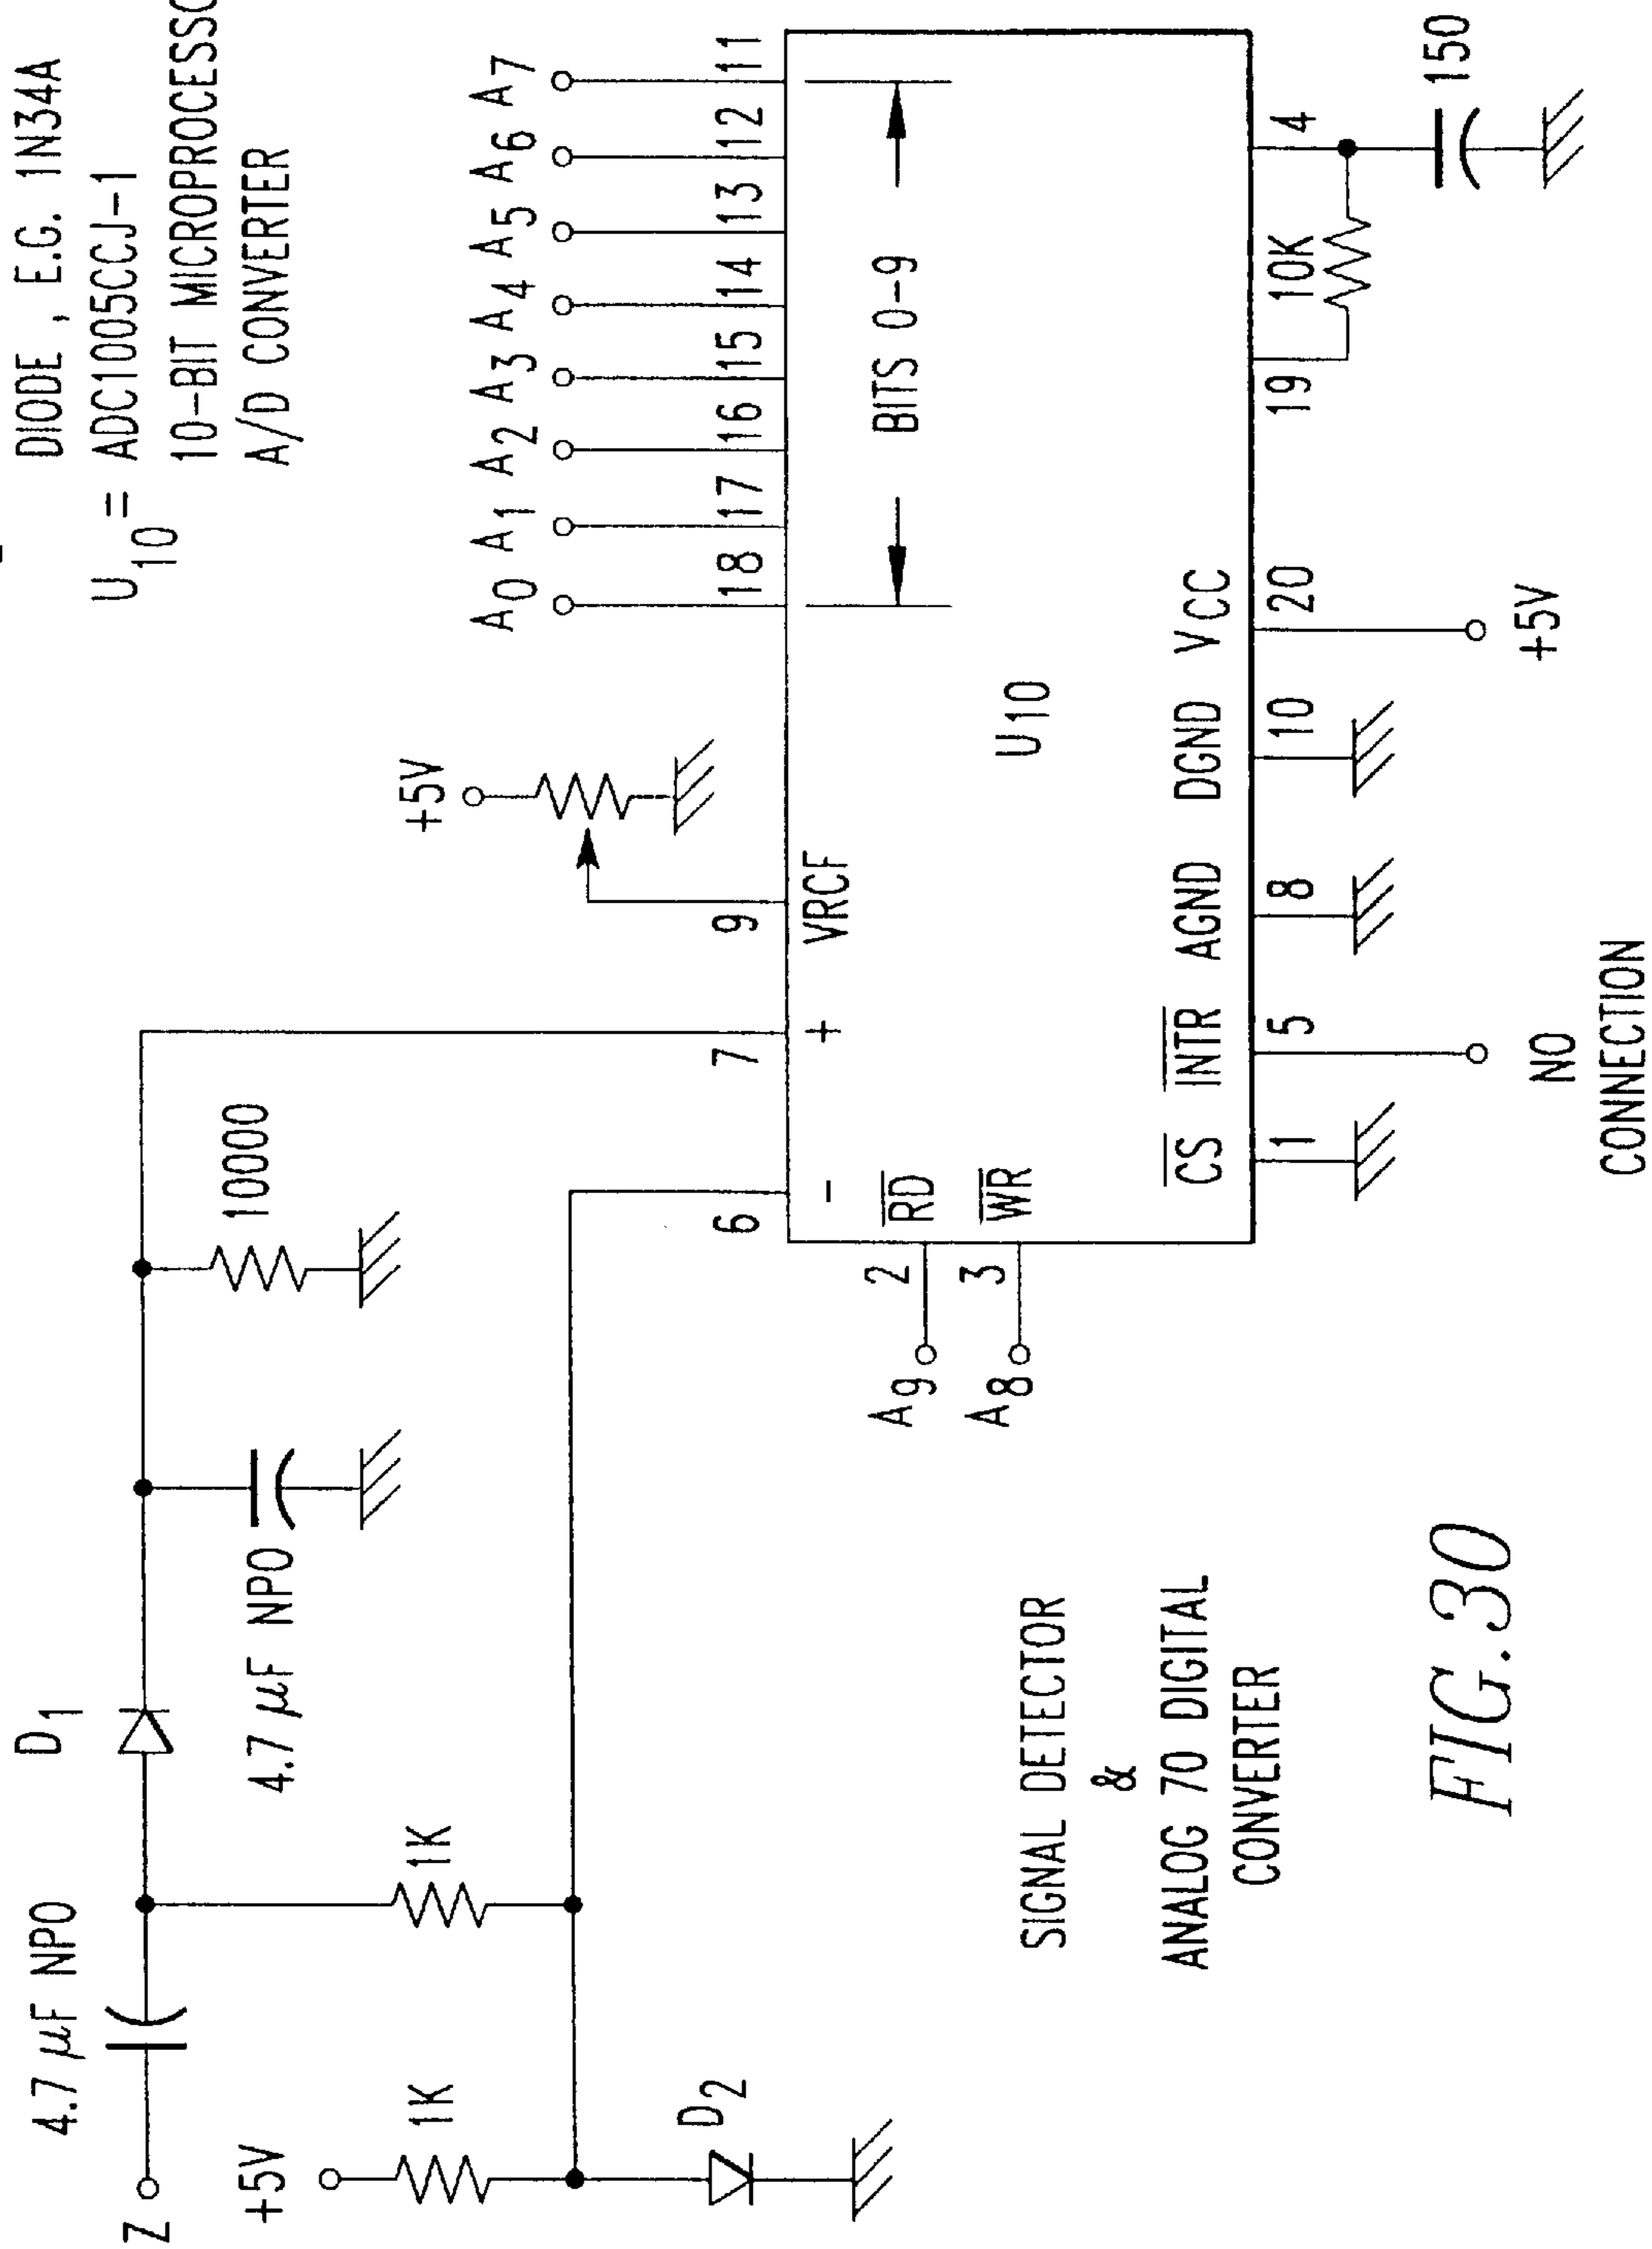 DIODE, E.G. 1N34A
U10 = ADC1005CCJ-1
10-BIT MICROPROCESSO
A/D CONVERTER
4.7 μF NPO
D1
Z
4.7 μF NPO
10000
+5V
1K
1K
D2
+5V
A0 A1 A2 A3 A4 A5 A6 A7
6 7 9 18 17 16 15 14 13 12 11
- + VRCF
BITS 0-9
A9 2 RD
A8 3 WR
U10
CS INTR AGND DGND VCC
1 5 8 10 20 19 4
10K
150
+5V
NO
CONNECTION
SIGNAL DETECTOR
&
ANALOG 70 DIGITAL
CONVERTER
FIG.30